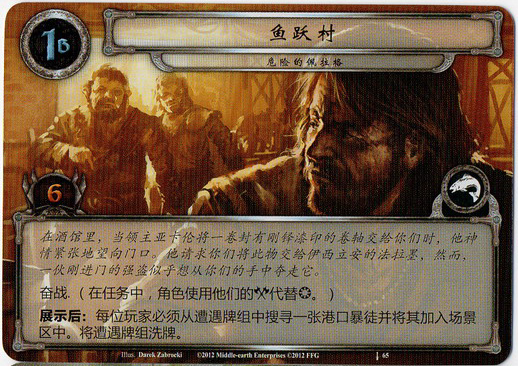 1B
鱼跃村
危险的佩拉格
6
在酒馆里，当领主亚卡伦将一卷封有刚铎漆印的卷轴交给你们时，他神
情紧张地望向门口。他请求你们将此物交给伊西立安的法拉墨，然而，
一伙刚进门的强盗似乎想从你们的手中夺走它。
奋战.（在任务中，角色使用他们的代替。）
展示后：每位玩家必须从遭遇牌组中搜寻一张港口暴徒并将其加入场景
区中。将遭遇牌组洗牌。
Illus. Darek Zabrocki ©2012 Middle-earth Enterprises ©2012 FFG 65